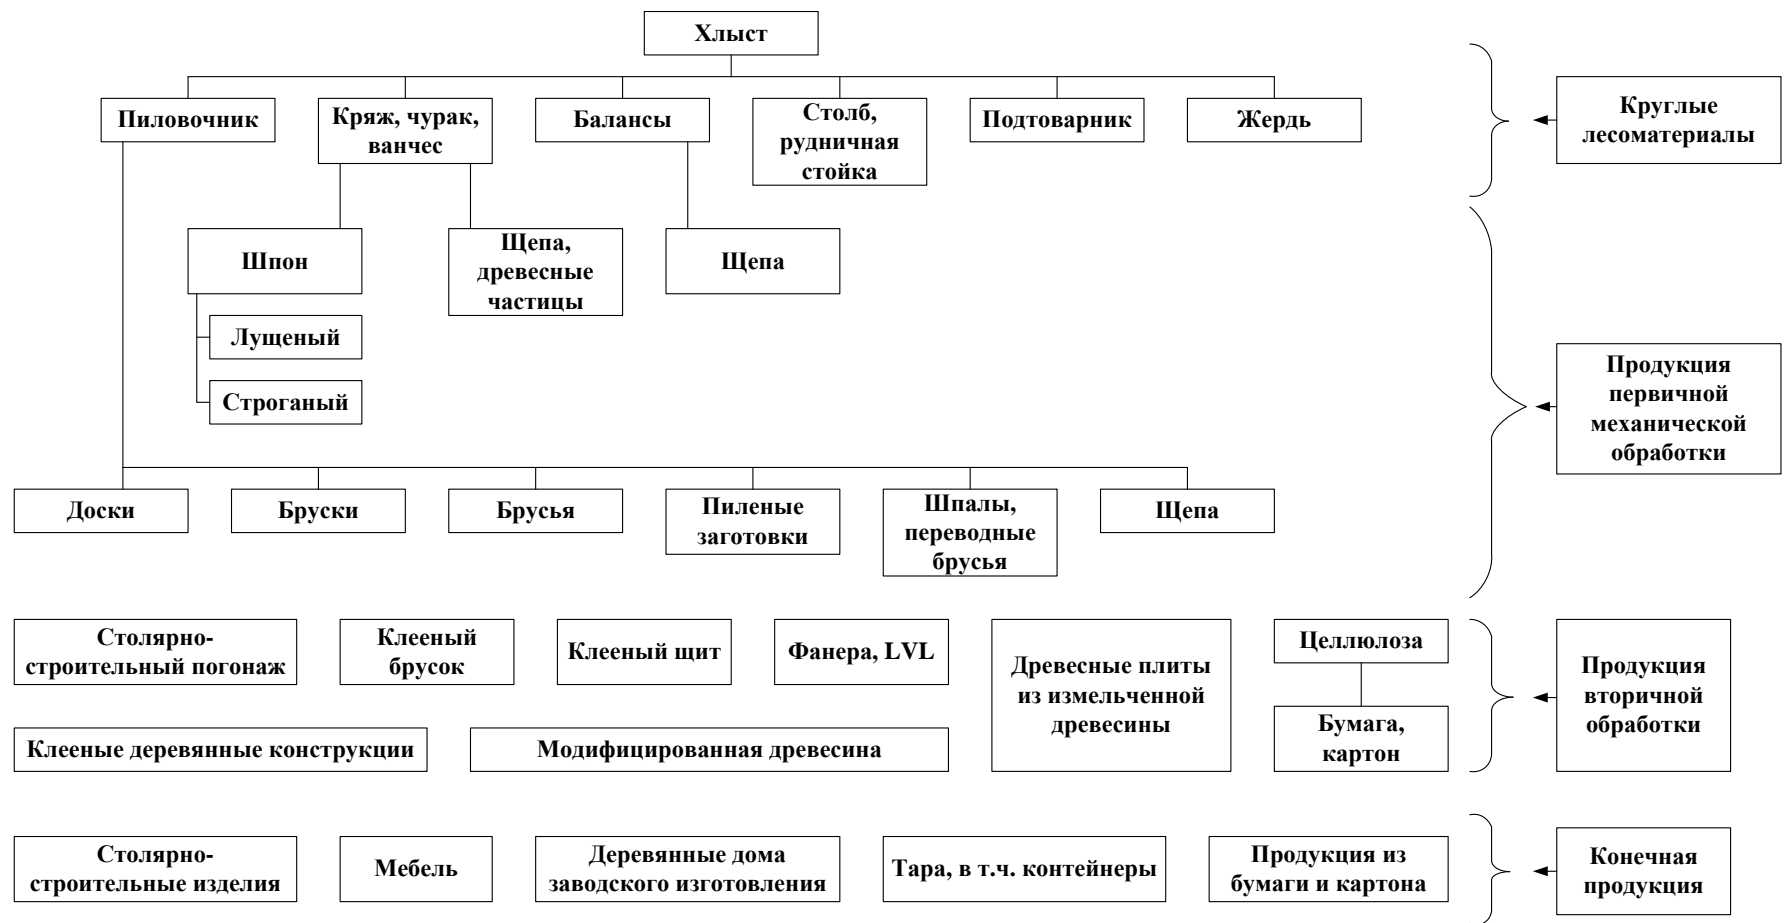 Хлыст
Пиловочник
Кряж, чурак,
ванчес
Балансы
Столб,
рудничная
стойка
Подтоварник
Жердь
Круглые
лесоматериалы
Шпон
Щепа,
древесные
частицы
Щепа
Лущеный
Строганый
Продукция
первичной
механической
обработки
Доски
Бруски
Брусья
Пиленые
заготовки
Шпалы,
переводные
брусья
Щепа
Столярно-
строительный погонаж
Клееный
брусок
Клееный щит
Фанера, LVL
Древесные плиты
из измельченной
древесины
Целлюлоза
Бумага,
картон
Продукция
вторичной
обработки
Клееные деревянные конструкции
Модифицированная древесина
Столярно-
строительные изделия
Мебель
Деревянные дома
заводского изготовления
Тара, в т.ч. контейнеры
Продукция из
бумаги и картона
Конечная
продукция